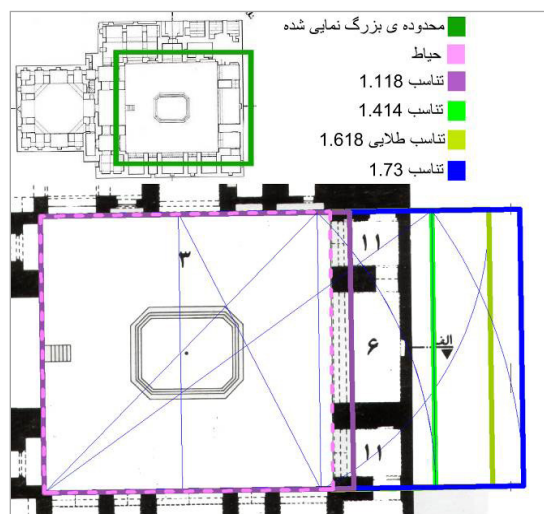 محدوده ی بزرگ نمایی شده
حیاط
تناسب 1.118
تناسب 1.414
تناسب طلایی 1.618
تناسب 1.73
۱۱
۳
۶
الف
۱۱